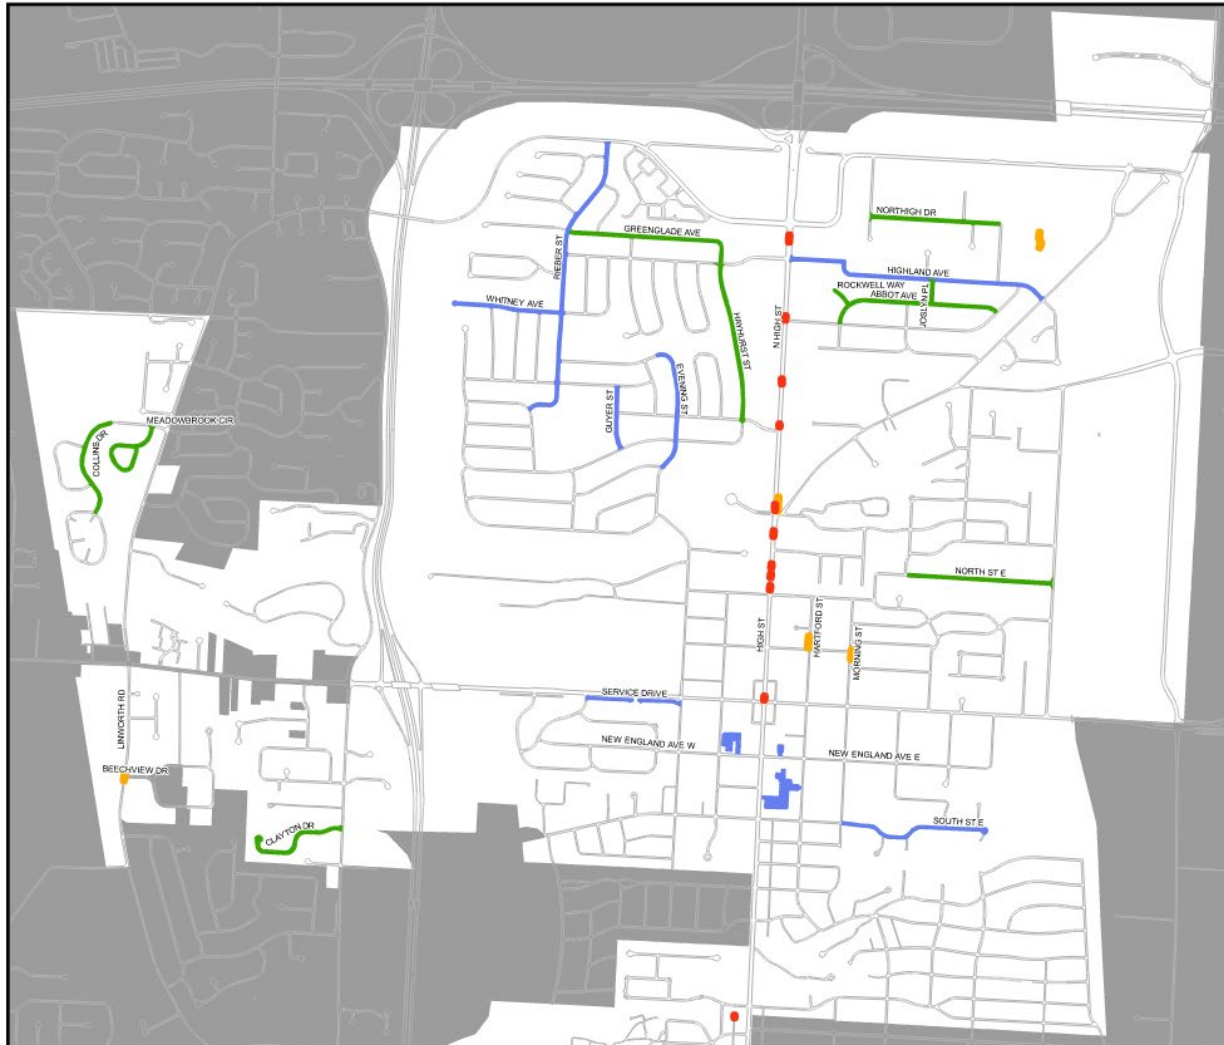 NORTHIGH DR
GREENGLADE AVE
RIEBER ST
HIGHLAND AVE
ROCKWELL WAY
ABBOT AVE
JOSLYN PL
WHITNEY AVE
N HIGH ST
HAYHURST ST
EVENING ST
GUYER ST
MEADOWBROOK CIR
COLLINS DR
NORTH ST E
HARTFORD ST
HIGH ST
MORNING ST
SERVICE DRIVE
LINWORTH RD
NEW ENGLAND AVE W
NEW ENGLAND AVE E
BEECHVIEW DR
SOUTH ST E
CLAYTON DR